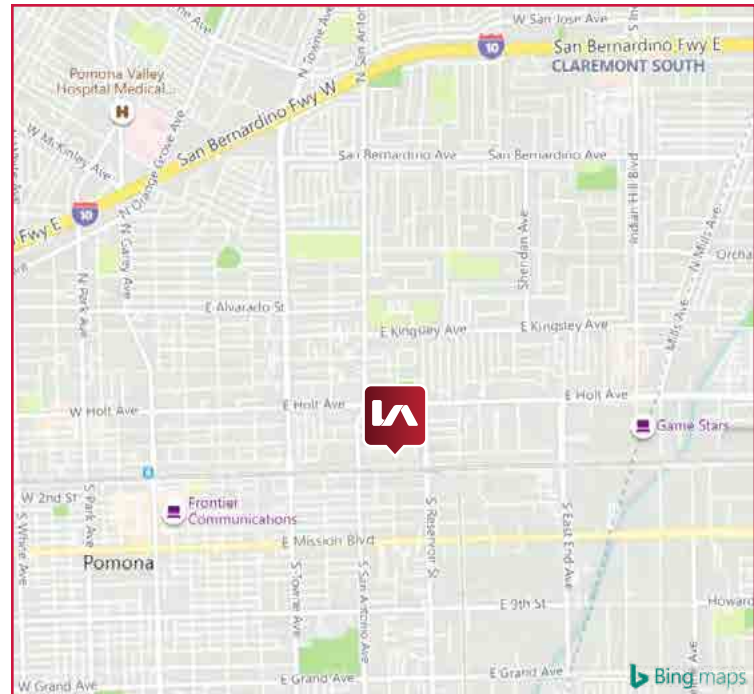 W San Jose Ave
S In
N Towne Ave
N San Anton
10
San Bernardino Fwy E
CLAREMONT SOUTH
Pomona Valley
Hospital Medical...
H
San Bernardino Fwy W
W McKinley Ave
N Orange Grove Ave
San Bernardino Ave
San Bernardino Ave
10
Fwy E
N Garey Ave
Indian Hill Blvd
Sheridan Ave
N Mills Ave
Orcha
N Park Ave
E Alvarado St
E Kingsley Ave
E Kingsley Ave
Mills Ave
W Holt Ave
E Holt Ave
E Holt Ave
Game Stars
W 2nd St
Frontier
Communications
S White Ave
S Park Ave
S Reservoir St
S East End Ave
E Mission Blvd
Pomona
S Towne Ave
S San Antonio Ave
E 9th St
Howard
W Grand Ave
E Grand Ave
E Grand Ave
Bing maps